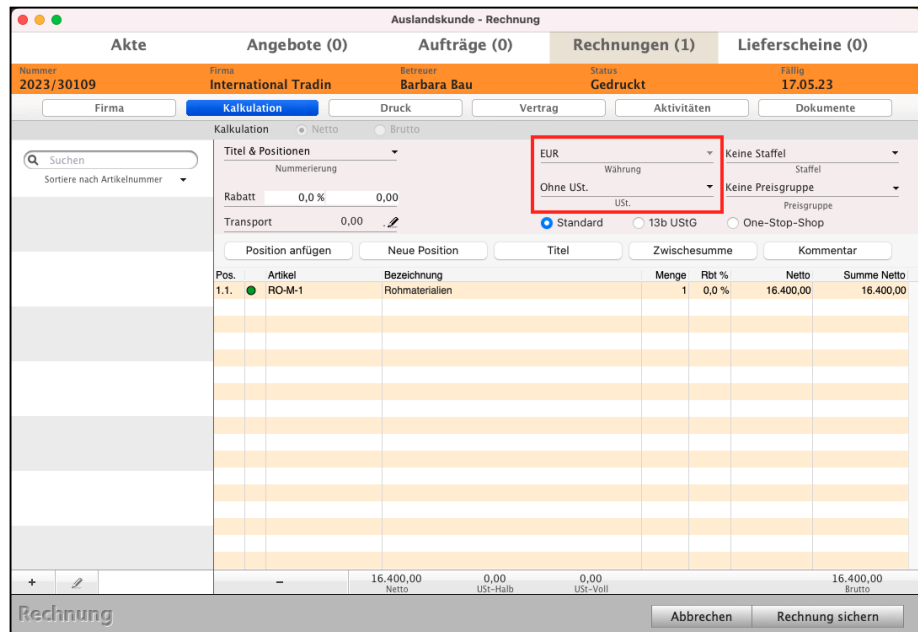 Auslandskunde - Rechnung
Akte Angebote (0) Aufträge (0) Rechnungen (1) Lieferscheine (0)
Nummer Firma Betreuer Status Fällig
2023/30109 International Tradin Barbara Bau Gedruckt 17.05.23
Firma Kalkulation Druck Vertrag Aktivitäten Dokumente
Kalkulation Netto Brutto
Suchen
Sortiere nach Artikelnummer
Titel & Positionen EUR Keine Staffel
Nummerierung Währung Staffel
Ohne USt. Keine Preisgruppe
Rabatt 0,0 % 0,00 USt. Preisgruppe
Transport 0,00 Standard 13b UStG One-Stop-Shop
Position anfügen Neue Position Titel Zwischesumme Kommentar
Pos. Artikel Bezeichnung Menge Rbt % Netto Summe Netto
1.1. RO-M-1 Rohmaterialien 1 0,0 % 16.400,00 16.400,00
+ − 16.400,00 0,00 0,00 16.400,00
Netto USt-Halb USt-Voll Brutto
Rechnung Abbrechen Rechnung sichern